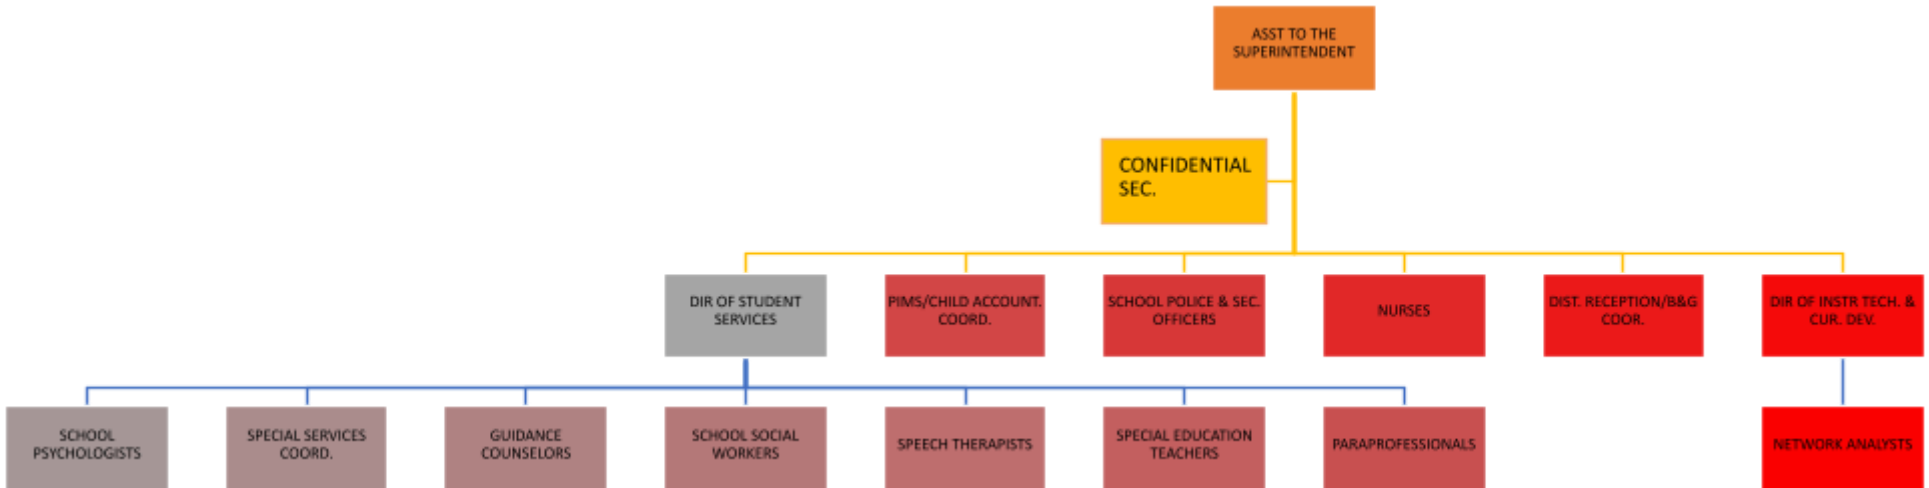 ASST TO THE
SUPERINTENDENT
CONFIDENTIAL
SEC.
DIR OF STUDENT
SERVICES
PIMS/CHILD ACCOUNT.
COORD.
SCHOOL POLICE & SEC.
OFFICERS
NURSES
DIST. RECEPTION/B&G
COOR.
DIR OF INSTR TECH. &
CUR. DEV.
SCHOOL
PSYCHOLOGISTS
SPECIAL SERVICES
COORD.
GUIDANCE
COUNSELORS
SCHOOL SOCIAL
WORKERS
SPEECH THERAPISTS
SPECIAL EDUCATION
TEACHERS
PARAPROFESSIONALS
NETWORK ANALYSTS